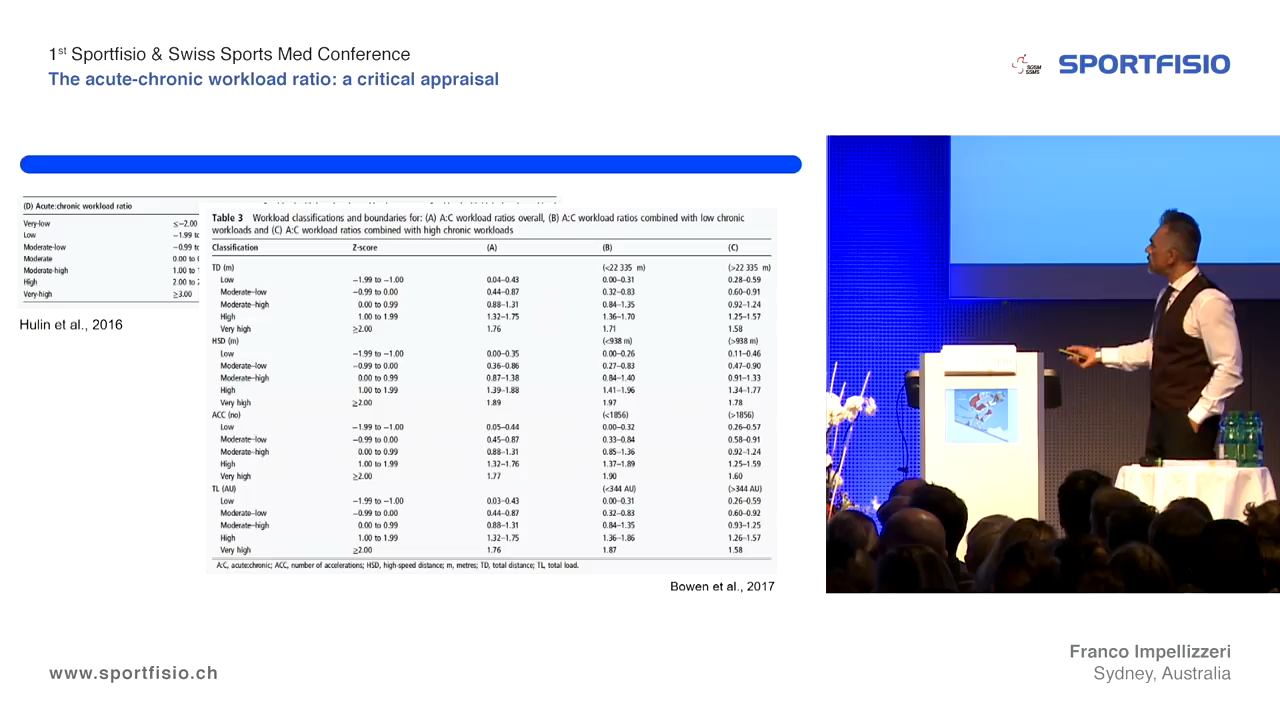 1st Sportfisio & Swiss Sports Med Conference
The acute-chronic workload ratio: a critical appraisal
SGSM
SSMS
SPORTFISIO
(D) Acute:chronic workload ratio
Very-low ≤−2.00
Low −1.99 to
Moderate-low −0.99 to
Moderate 0.00 to
Moderate-high 1.00 to
High 2.00 to
Very-high ≥3.00
Hulin et al., 2016
Table 3 Workload classifications and boundaries for: (A) A:C workload ratios overall, (B) A:C workload ratios combined with low chronic
workloads and (C) A:C workload ratios combined with high chronic workloads
Classification Z-score (A) (B) (C)
TD (m) (<22 335 m) (>22 335 m)
Low −1.99 to −1.00 0.04–0.43 0.00–0.31 0.28–0.59
Moderate–low −0.99 to 0.00 0.44–0.87 0.32–0.83 0.60–0.91
Moderate–high 0.00 to 0.99 0.88–1.31 0.84–1.35 0.92–1.24
High 1.00 to 1.99 1.32–1.75 1.36–1.70 1.25–1.57
Very high ≥2.00 1.76 1.71 1.58
HSD (m) (<938 m) (>938 m)
Low −1.99 to −1.00 0.00–0.35 0.00–0.26 0.11–0.46
Moderate–low −0.99 to 0.00 0.36–0.86 0.27–0.83 0.47–0.90
Moderate–high 0.00 to 0.99 0.87–1.38 0.84–1.40 0.91–1.33
High 1.00 to 1.99 1.39–1.88 1.41–1.96 1.34–1.77
Very high ≥2.00 1.89 1.97 1.78
ACC (no) (<1856) (>1856)
Low −1.99 to −1.00 0.05–0.44 0.00–0.32 0.26–0.57
Moderate–low −0.99 to 0.00 0.45–0.87 0.33–0.84 0.58–0.91
Moderate–high 0.00 to 0.99 0.88–1.31 0.85–1.36 0.92–1.24
High 1.00 to 1.99 1.32–1.76 1.37–1.89 1.25–1.59
Very high ≥2.00 1.77 1.90 1.60
TL (AU) (<344 AU) (>344 AU)
Low −1.99 to −1.00 0.03–0.43 0.00–0.31 0.26–0.59
Moderate–low −0.99 to 0.00 0.44–0.87 0.32–0.83 0.60–0.92
Moderate–high 0.00 to 0.99 0.88–1.31 0.84–1.35 0.93–1.25
High 1.00 to 1.99 1.32–1.75 1.36–1.86 1.26–1.57
Very high ≥2.00 1.76 1.87 1.58
A:C, acute:chronic; ACC, number of accelerations; HSD, high-speed distance; m, metres; TD, total distance; TL, total load.
Bowen et al., 2017
www.sportfisio.ch
Franco Impellizzeri
Sydney, Australia